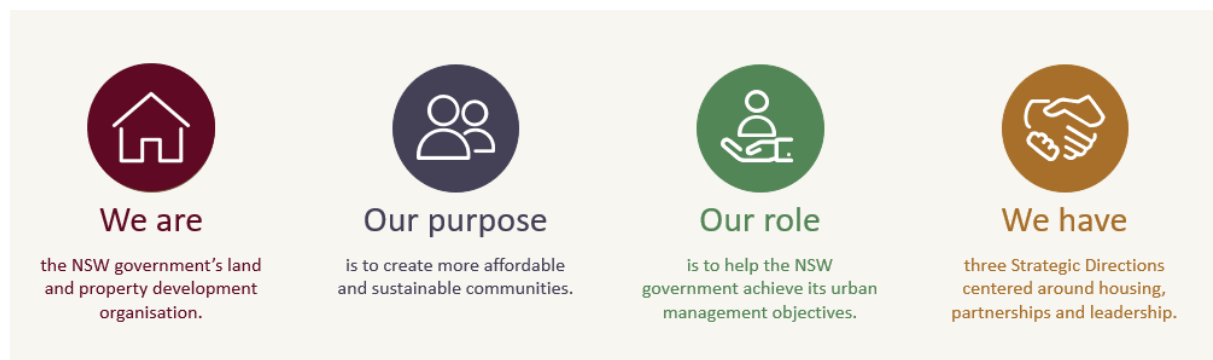 We are
the NSW government’s land
and property development
organisation.
Our purpose
is to create more affordable
and sustainable communities.
Our role
is to help the NSW
government achieve its urban
management objectives.
We have
three Strategic Directions
centered around housing,
partnerships and leadership.